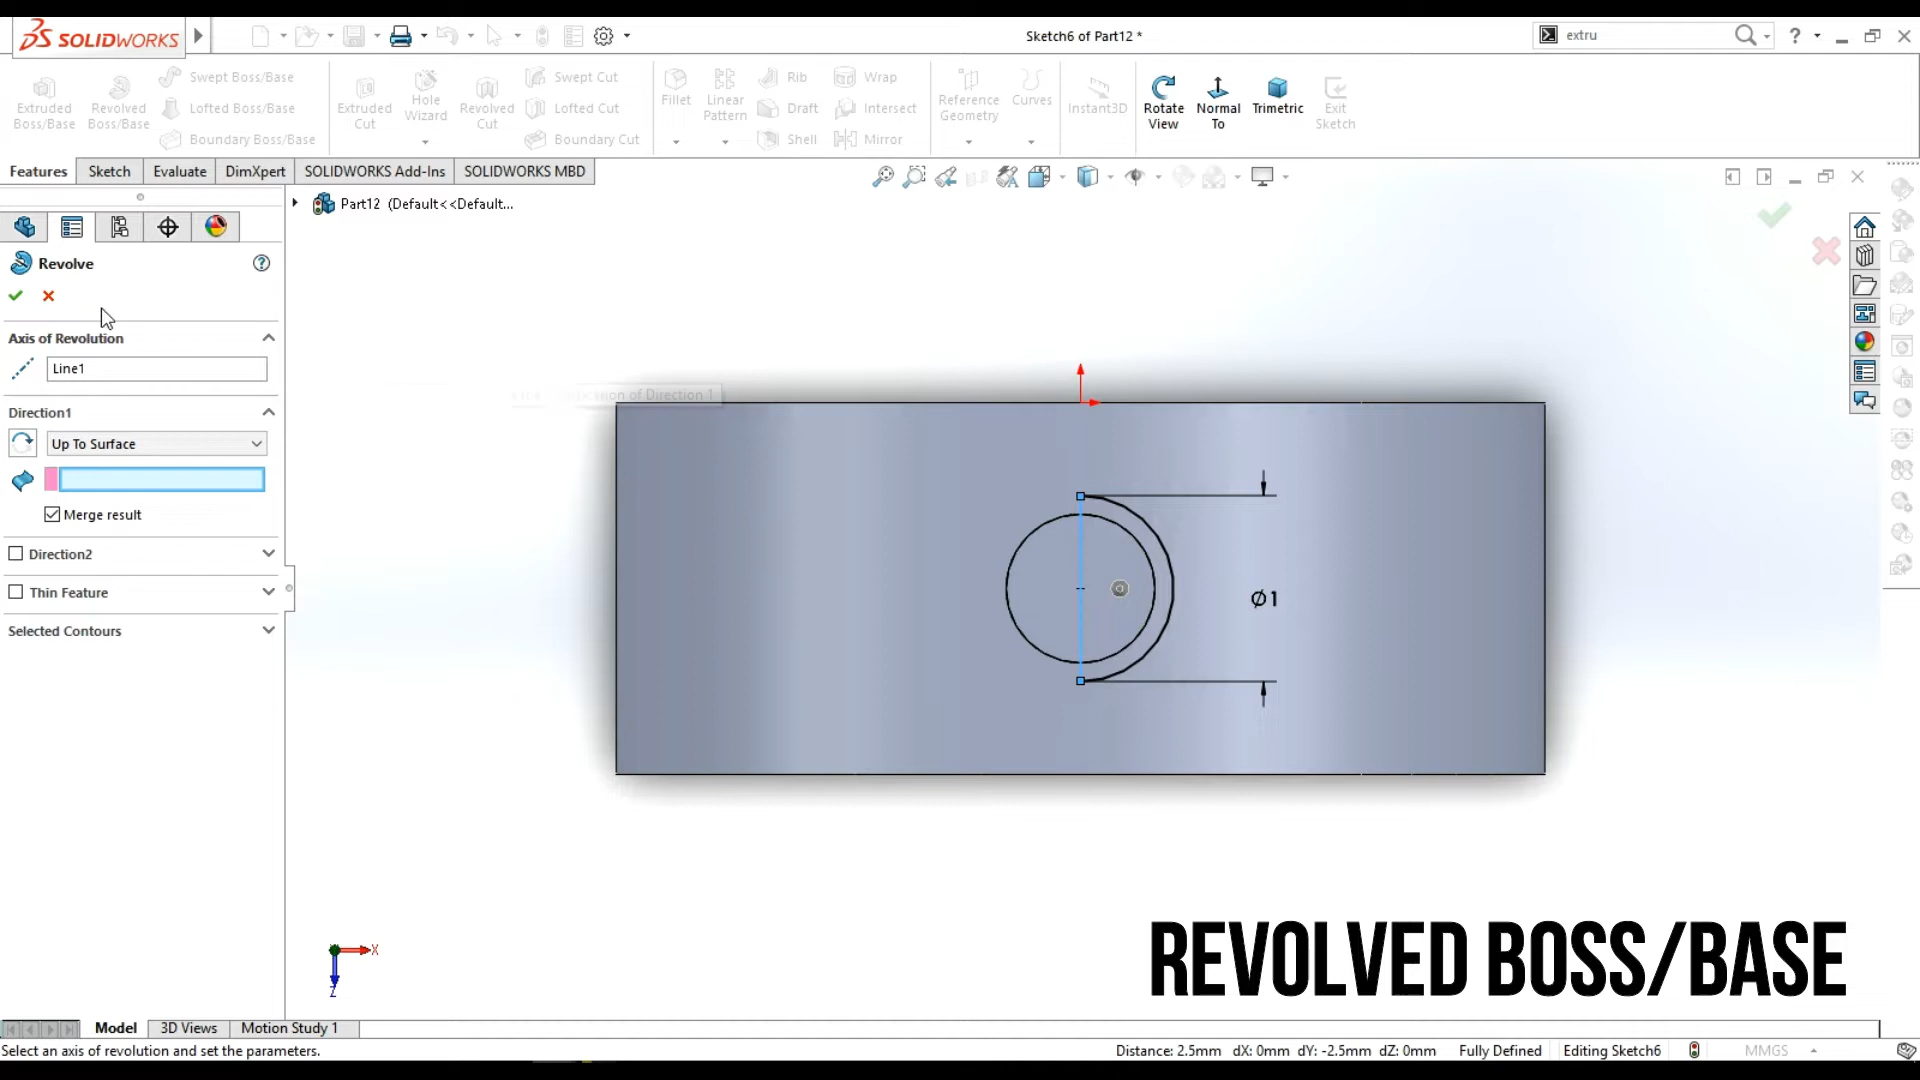 SOLIDWORKS
Sketch6 of Part12 *
extru
Extruded Boss/Base
Revolved Boss/Base
Swept Boss/Base
Lofted Boss/Base
Boundary Boss/Base
Extruded Cut
Hole Wizard
Revolved Cut
Swept Cut
Lofted Cut
Boundary Cut
Fillet
Linear Pattern
Rib
Draft
Shell
Wrap
Intersect
Mirror
Reference Geometry
Curves
Instant3D
Rotate View
Normal To
Trimetric
Exit Sketch
Features
Sketch
Evaluate
DimXpert
SOLIDWORKS Add-Ins
SOLIDWORKS MBD
Part12 (Default<<Default...
Revolve
Axis of Revolution
Line1
Direction1
Up To Surface
Merge result
Direction2
Thin Feature
Selected Contours
of Direction 1
Ø1
X
Z
REVOLVED BOSS/BASE
Model
3D Views
Motion Study 1
Select an axis of revolution and set the parameters.
Distance: 2.5mm dX: 0mm dY: -2.5mm dZ: 0mm
Fully Defined
Editing Sketch6
MMGS